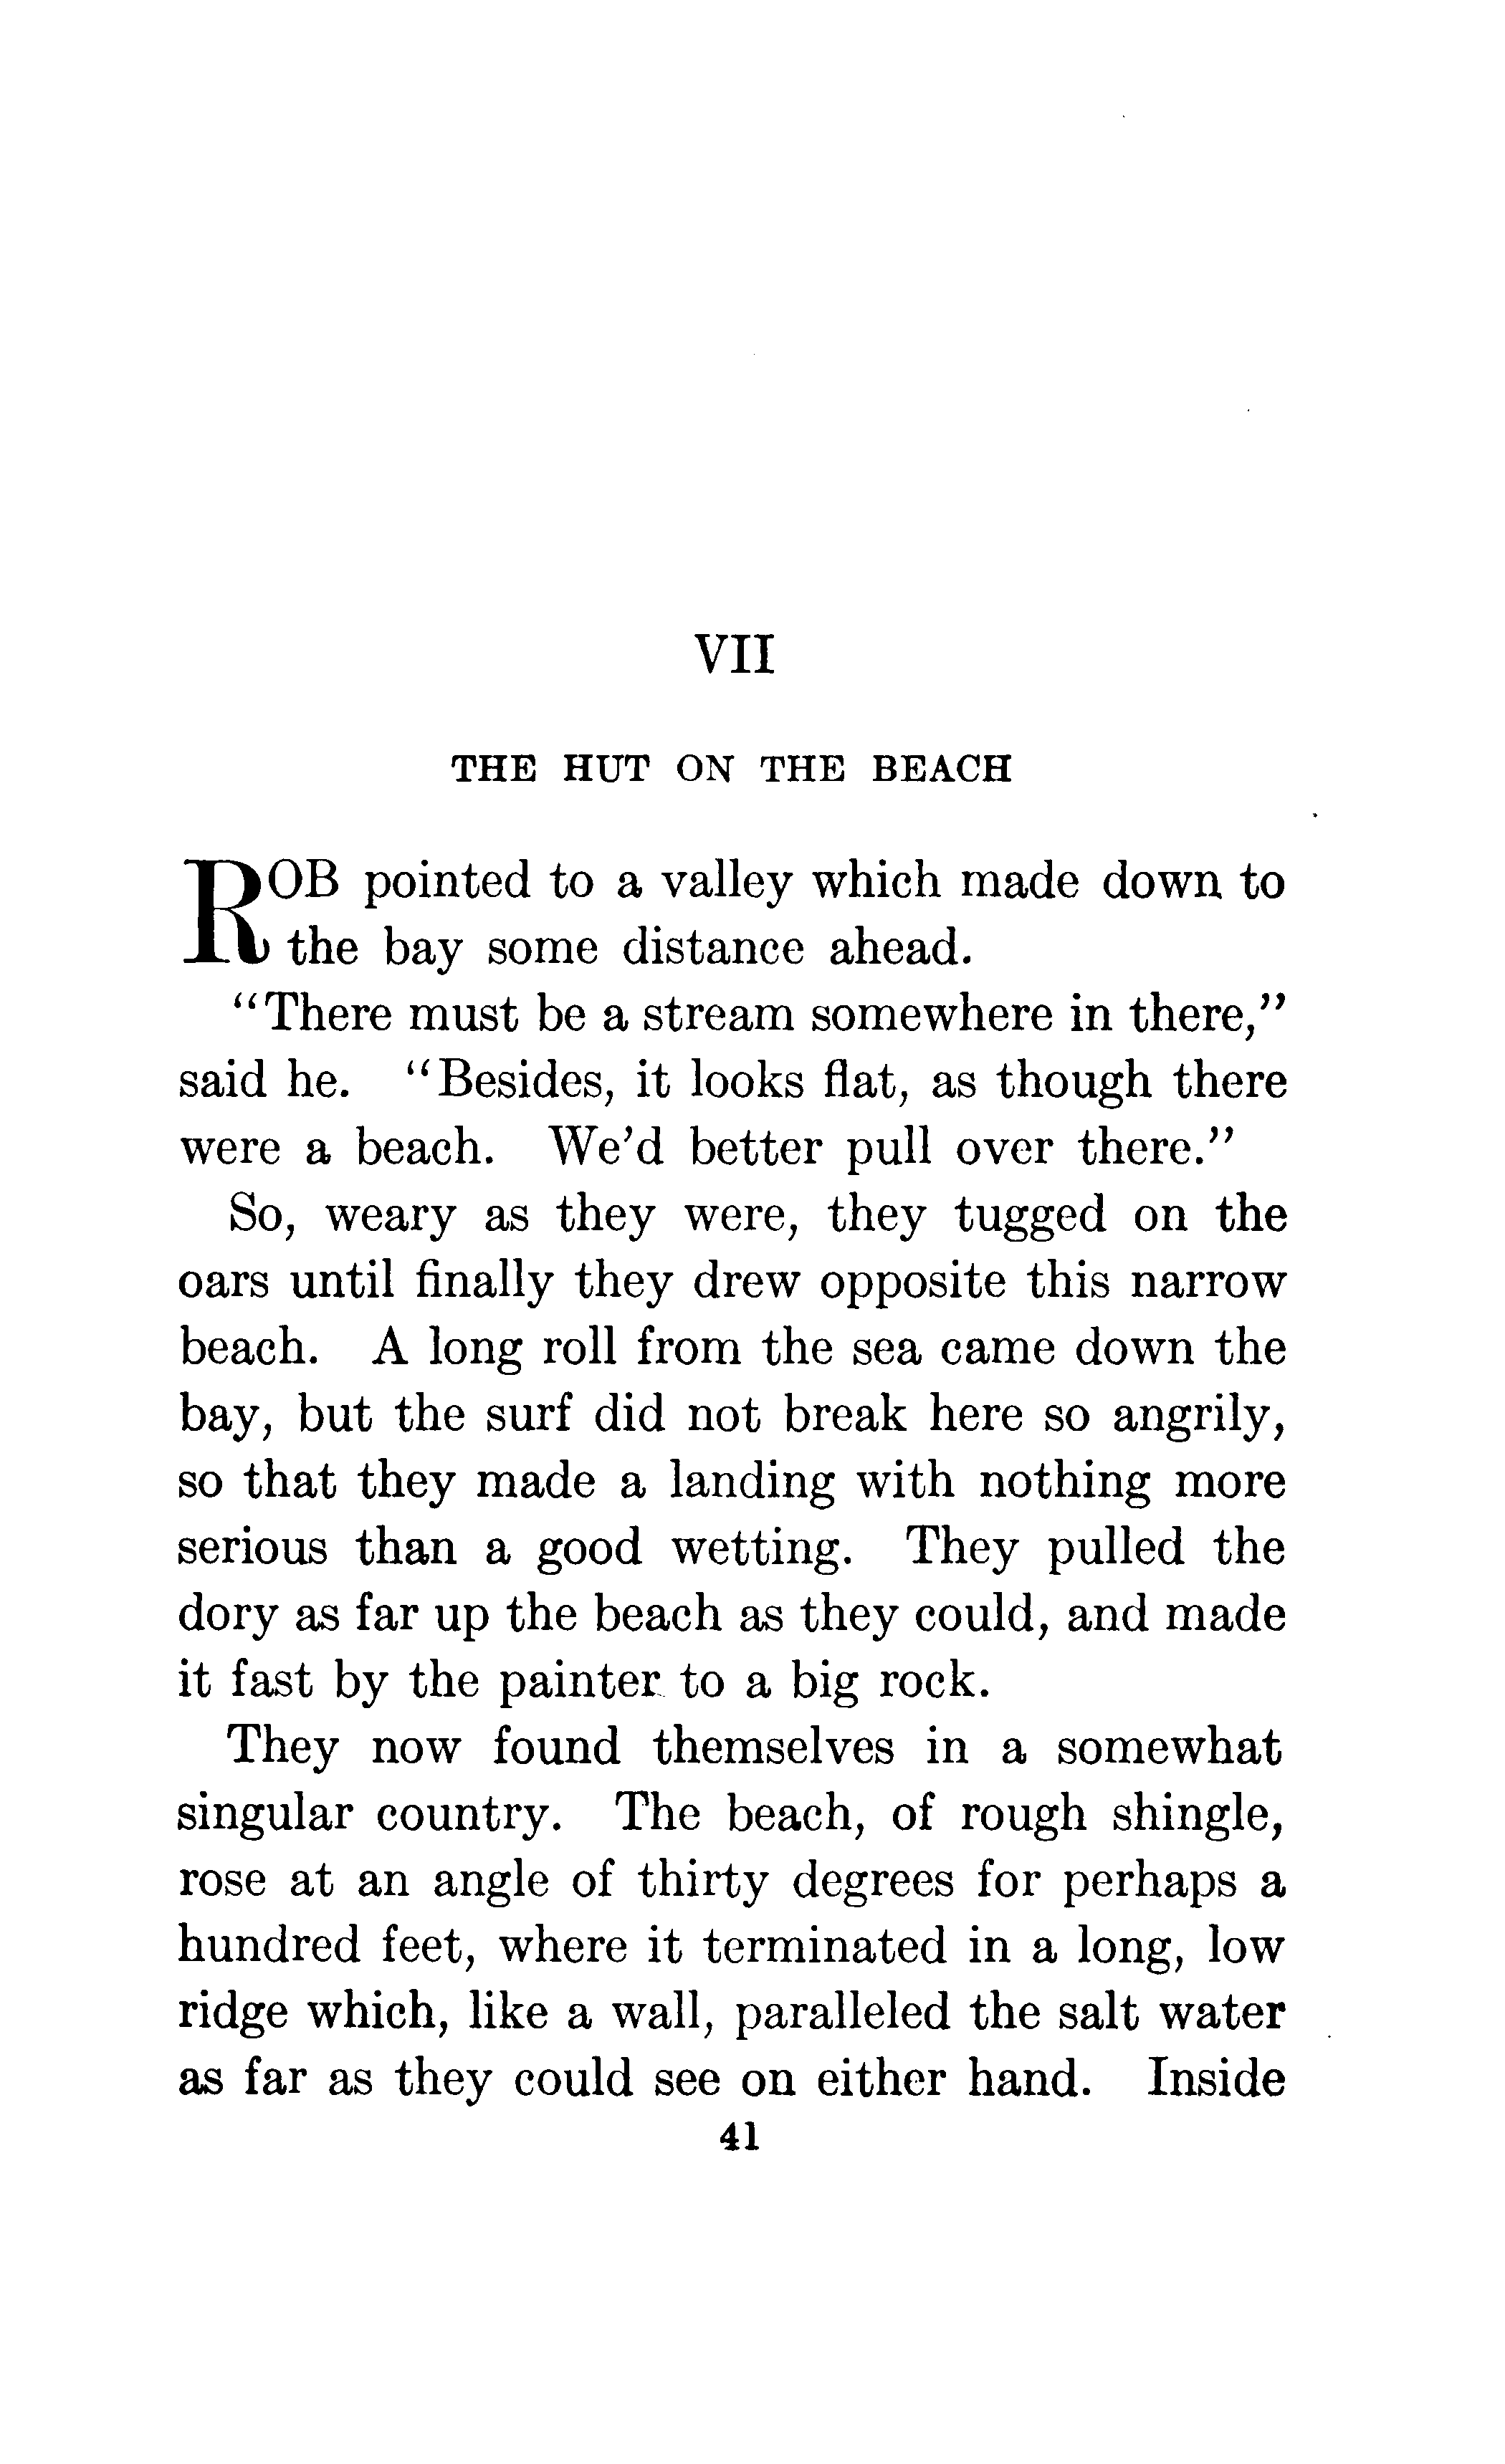 VII
THE HUT ON THE BEACH
ROB pointed to a valley which made down to
the bay some distance ahead.
"There must be a stream somewhere in there,"
said he. "Besides, it looks flat, as though there
were a beach. We'd better pull over there."
So, weary as they were, they tugged on the
oars until finally they drew opposite this narrow
beach. A long roll from the sea came down the
bay, but the surf did not break here so angrily,
so that they made a landing with nothing more
serious than a good wetting. They pulled the
dory as far up the beach as they could, and made
it fast by the painter to a big rock.
They now found themselves in a somewhat
singular country. The beach, of rough shingle,
rose at an angle of thirty degrees for perhaps a
hundred feet, where it terminated in a long, low
ridge which, like a wall, paralleled the salt water
as far as they could see on either hand. Inside
41